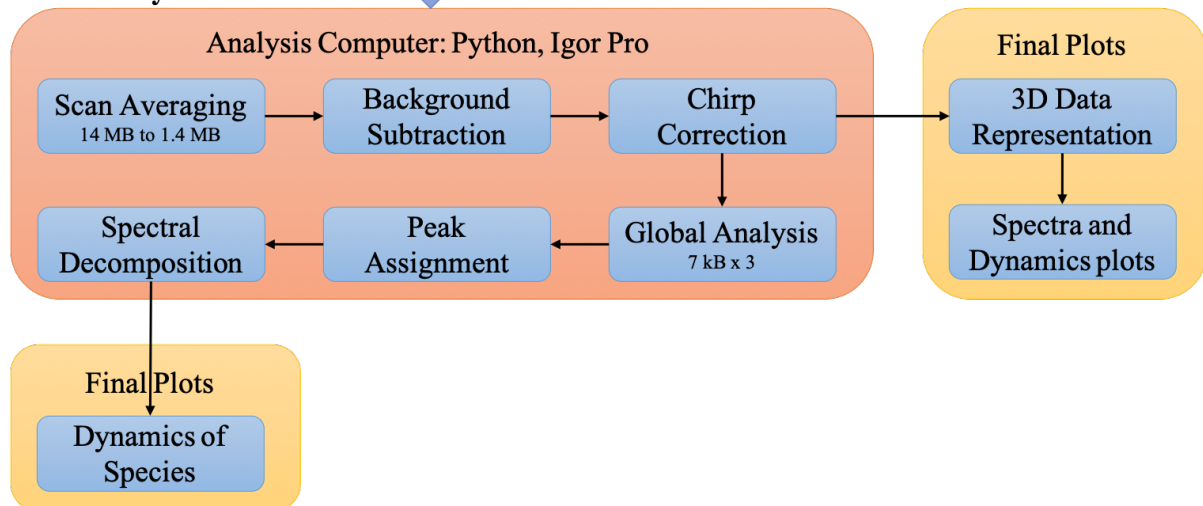 Analysis Computer: Python, Igor Pro
Scan Averaging
14 MB to 1.4 MB
Background
Subtraction
Chirp
Correction
Spectral
Decomposition
Peak
Assignment
Global Analysis
7 kB x 3
Final Plots
3D Data
Representation
Spectra and
Dynamics plots
Final Plots
Dynamics of
Species